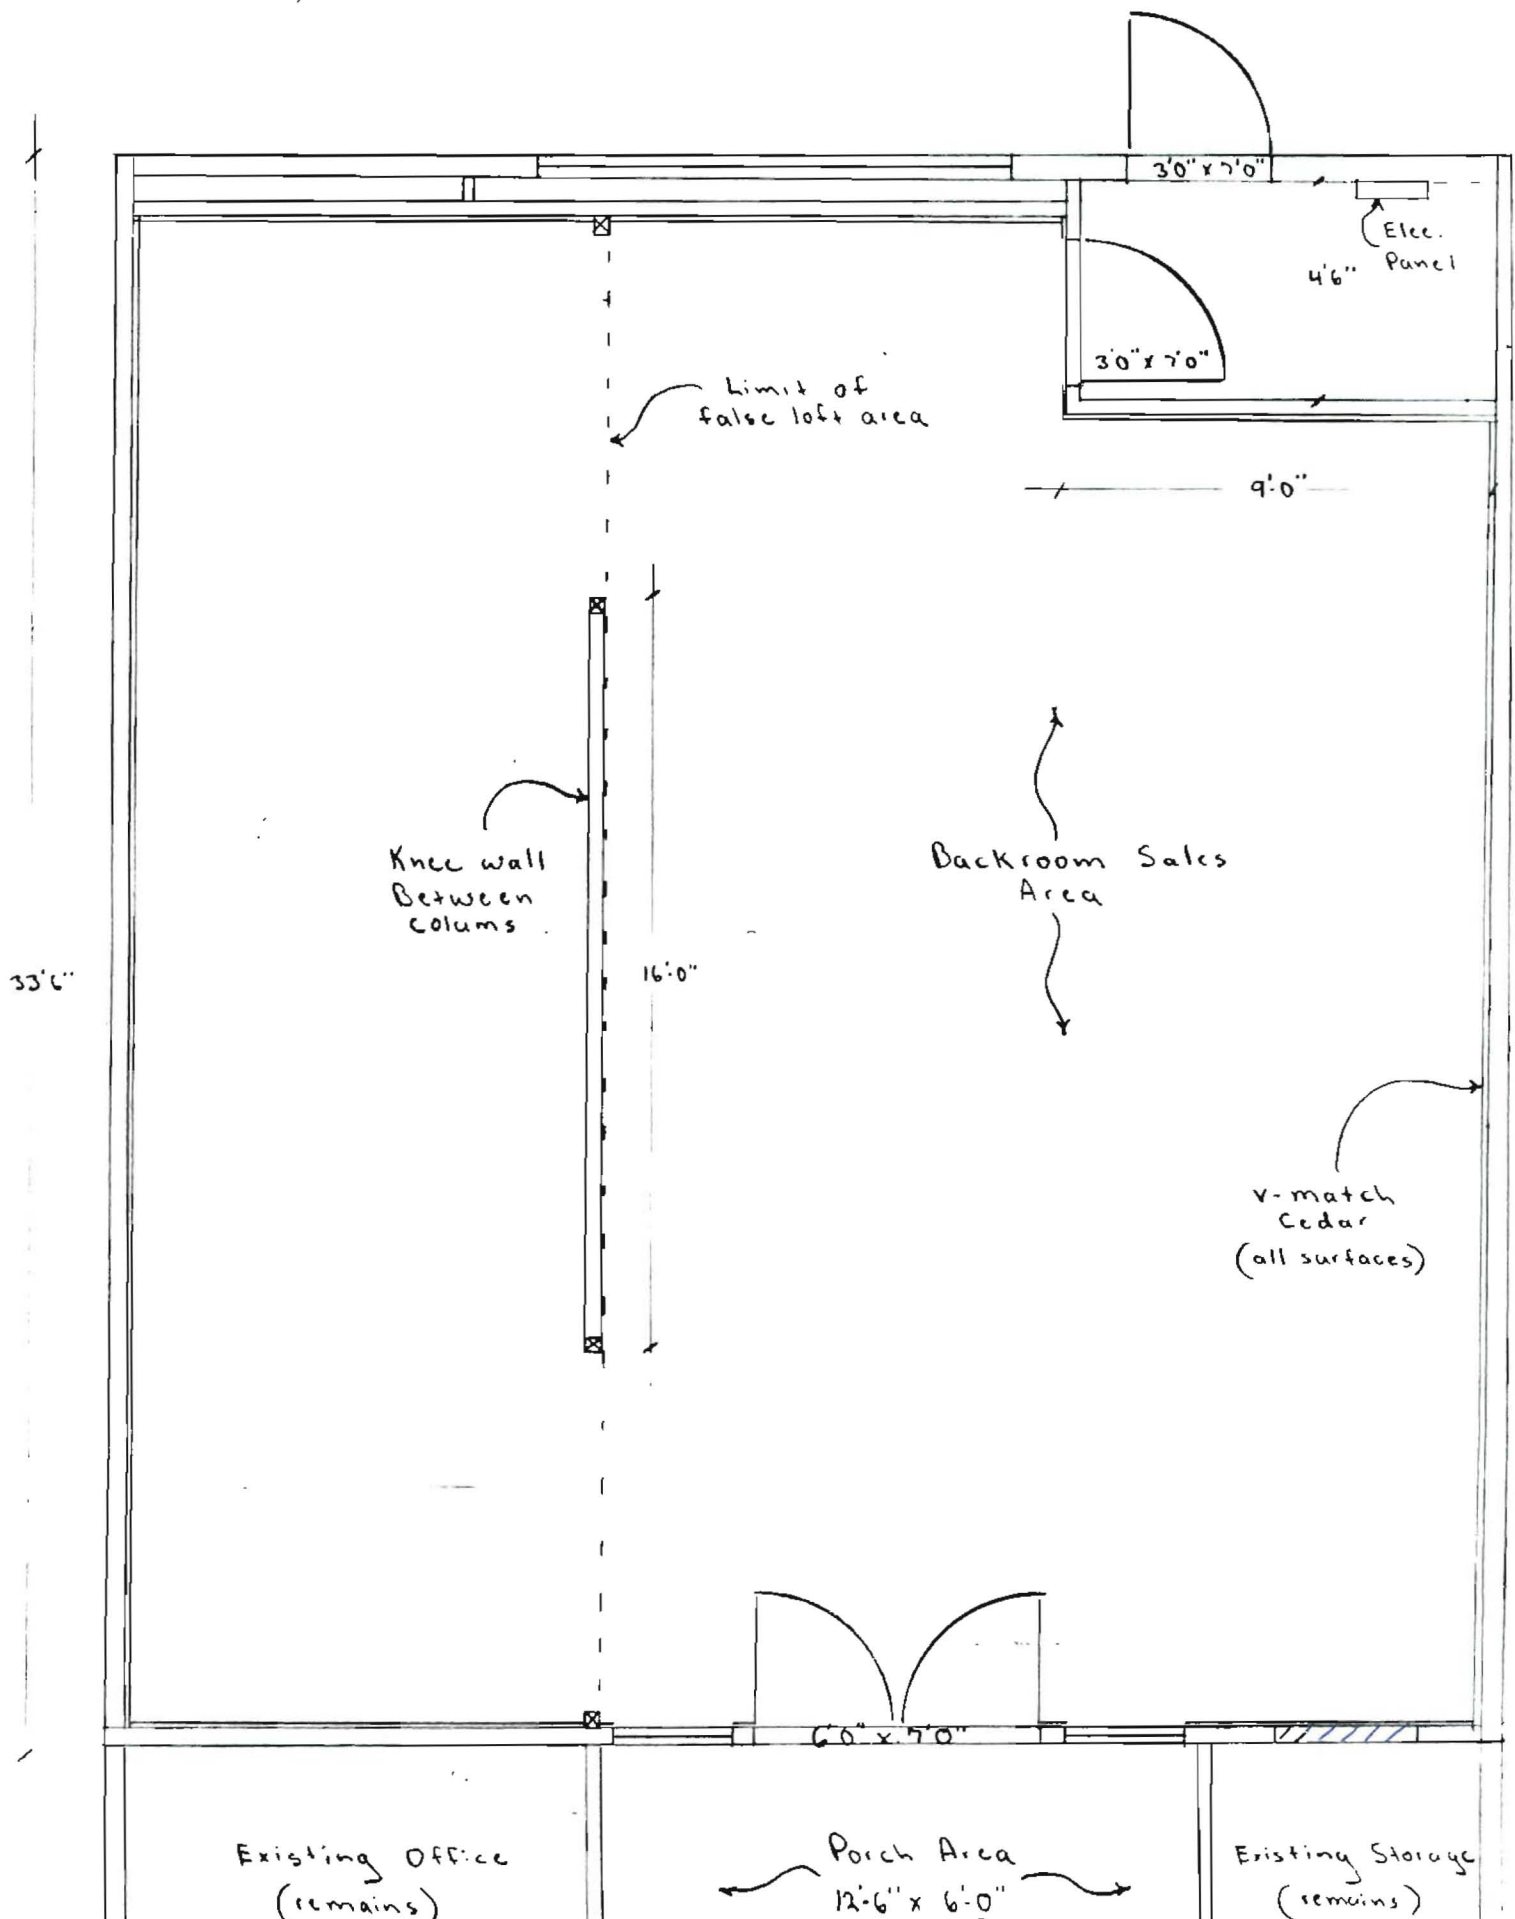 3'0" x 7'0"
Elec.
Panel
4'6"
3'0" x 7'0"
Limit of
false loft area
9'-0"
Knee wall
Between
colums
Backroom Sales
Area
33'6"
16'-0"
V-match
Cedar
(all surfaces)
6'0" x 7'0"
Existing Office
(remains)
Porch Area
12'-6" x 6'-0"
Existing Storage
(remains)